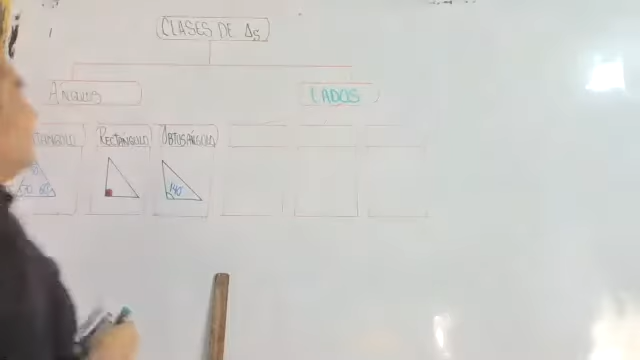 CLASES DE Δs
ÁNGULOS
LADOS
RECTÁNGULO
OBTUSÁNGULO
140°